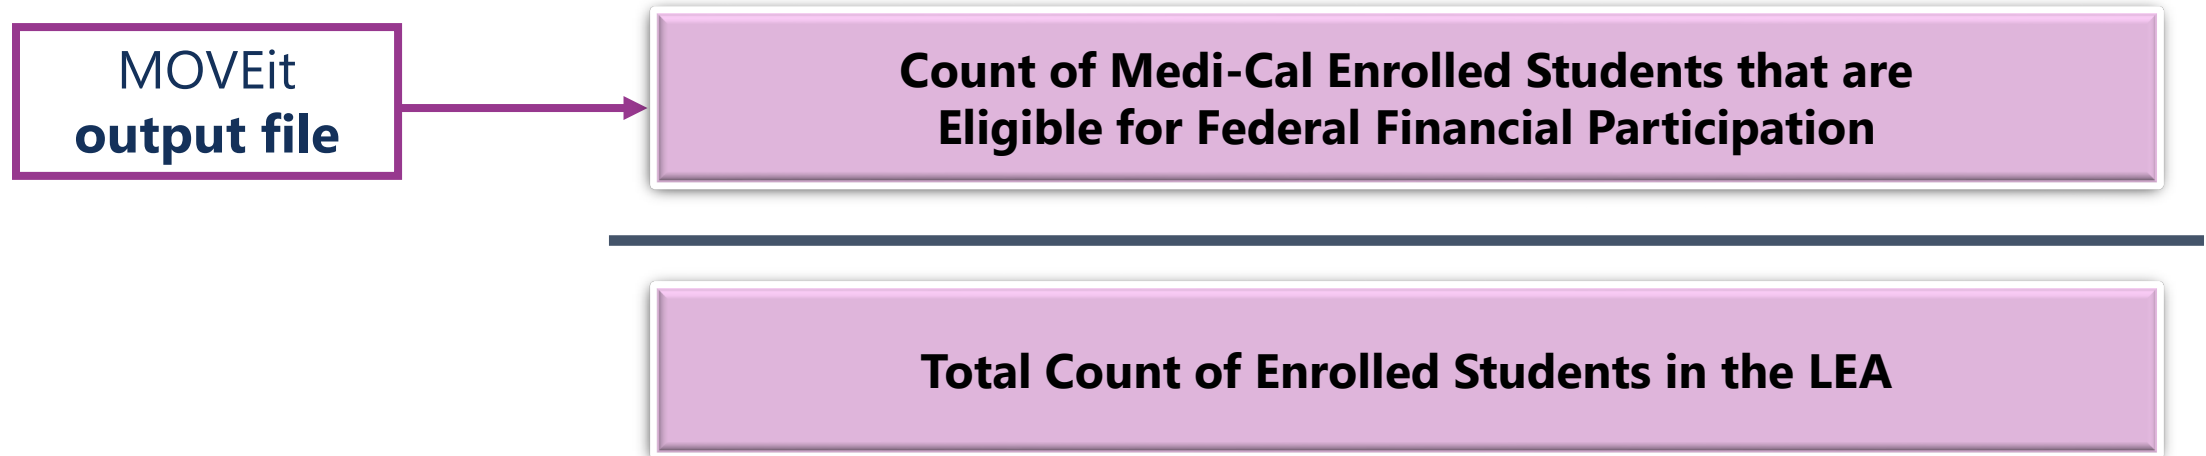 MOVEit
output file
Count of Medi-Cal Enrolled Students that are
Eligible for Federal Financial Participation
Total Count of Enrolled Students in the LEA